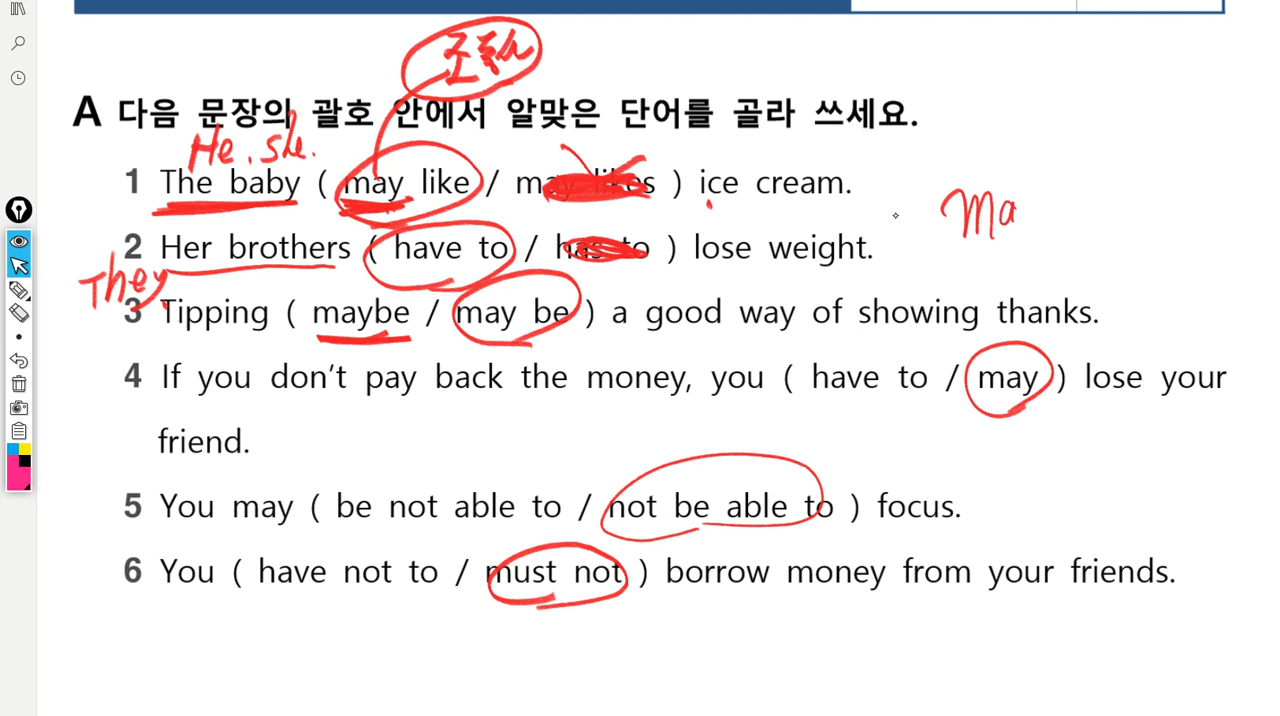 조동사
A 다음 문장의 괄호 안에서 알맞은 단어를 골라 쓰세요.
He. she.
1 The baby ( may like / may likes ) ice cream.
Ma
2 Her brothers ( have to / has to ) lose weight.
They
3 Tipping ( maybe / may be ) a good way of showing thanks.
4 If you don't pay back the money, you ( have to / may ) lose your
friend.
5 You may ( be not able to / not be able to ) focus.
6 You ( have not to / must not ) borrow money from your friends.